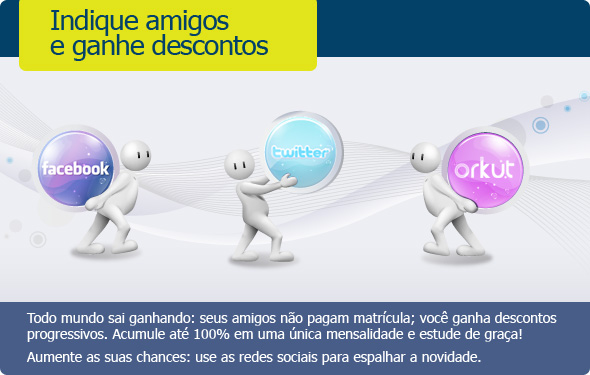 Indique amigos
e ganhe descontos
facebook
twitter
orkut
Todo mundo sai ganhando: seus amigos não pagam matrícula; você ganha descontos
progressivos. Acumule até 100% em uma única mensalidade e estude de graça!
Aumente as suas chances: use as redes sociais para espalhar a novidade.